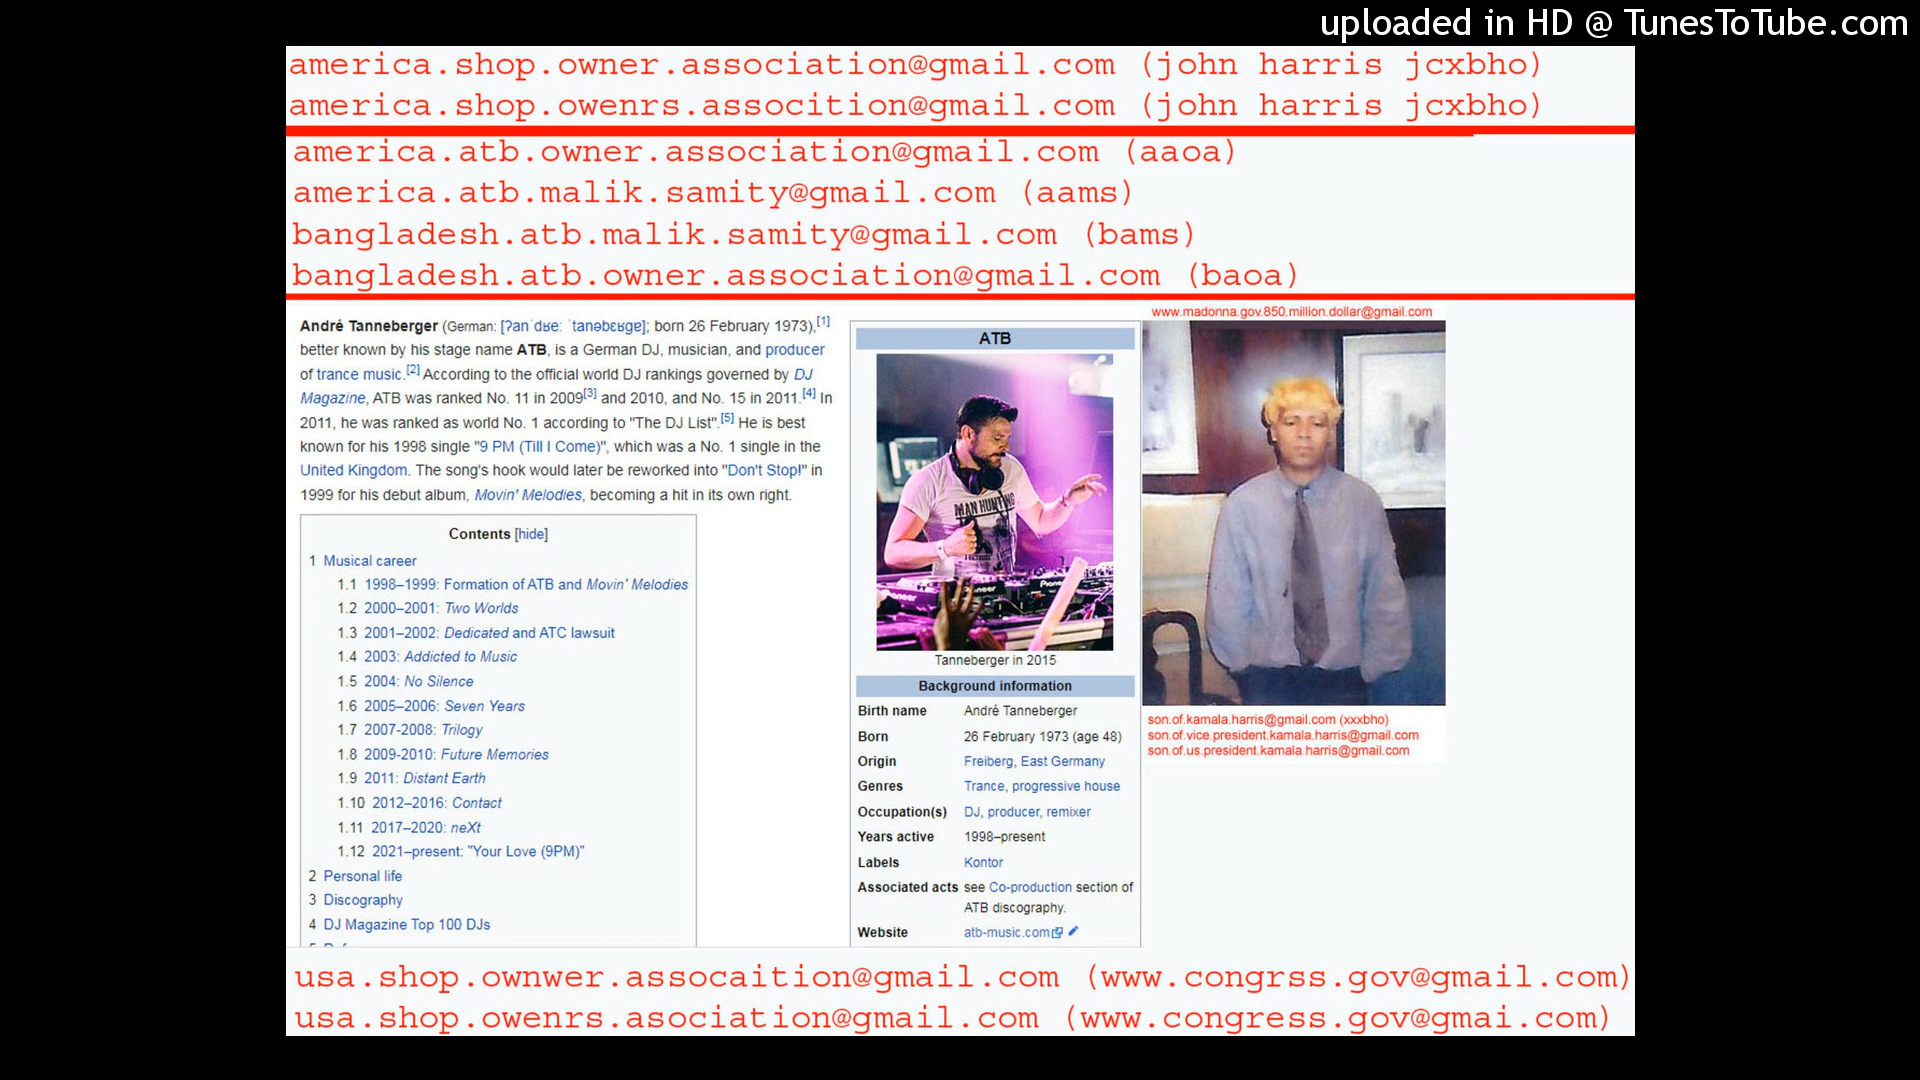 uploaded in HD @ TunesToTube.com
america.shop.owner.association@gmail.com (john harris jcxbho)
america.shop.owenrs.assocition@gmail.com (john harris jcxbho)
america.atb.owner.association@gmail.com (aaoa)
america.atb.malik.samity@gmail.com (aams)
bangladesh.atb.malik.samity@gmail.com (bams)
bangladesh.atb.owner.association@gmail.com (baoa)
André Tanneberger (German: [ʔanˈdʁeː ˈtanəbɛʁɡɐ]; born 26 February 1973),[1]
better known by his stage name ATB, is a German DJ, musician, and producer
of trance music.[2] According to the official world DJ rankings governed by DJ
Magazine, ATB was ranked No. 11 in 2009[3] and 2010, and No. 15 in 2011.[4] In
2011, he was ranked as world No. 1 according to "The DJ List".[5] He is best
known for his 1998 single "9 PM (Till I Come)", which was a No. 1 single in the
United Kingdom. The song's hook would later be reworked into "Don't Stop!" in
1999 for his debut album, Movin' Melodies, becoming a hit in its own right.
Contents [hide]
1 Musical career
1.1 1998–1999: Formation of ATB and Movin' Melodies
1.2 2000–2001: Two Worlds
1.3 2001–2002: Dedicated and ATC lawsuit
1.4 2003: Addicted to Music
1.5 2004: No Silence
1.6 2005–2006: Seven Years
1.7 2007-2008: Trilogy
1.8 2009-2010: Future Memories
1.9 2011: Distant Earth
1.10 2012–2016: Contact
1.11 2017–2020: neXt
1.12 2021–present: "Your Love (9PM)"
2 Personal life
3 Discography
4 DJ Magazine Top 100 DJs
ATB
MAN HUNTING
Pioneer
Pioneer
Tanneberger in 2015
Background information
Birth name André Tanneberger
Born 26 February 1973 (age 48)
Origin Freiberg, East Germany
Genres Trance, progressive house
Occupation(s) DJ, producer, remixer
Years active 1998–present
Labels Kontor
Associated acts see Co-production section of
ATB discography.
Website atb-music.com
www.madonna.gov.850.million.dollar@gmail.com
son.of.kamala.harris@gmail.com (xxxbho)
son.of.vice.president.kamala.harris@gmail.com
son.of.us.president.kamala.harris@gmail.com
usa.shop.ownwer.assocaition@gmail.com (www.congrss.gov@gmail.com)
usa.shop.owenrs.asociation@gmail.com (www.congress.gov@gmai.com)